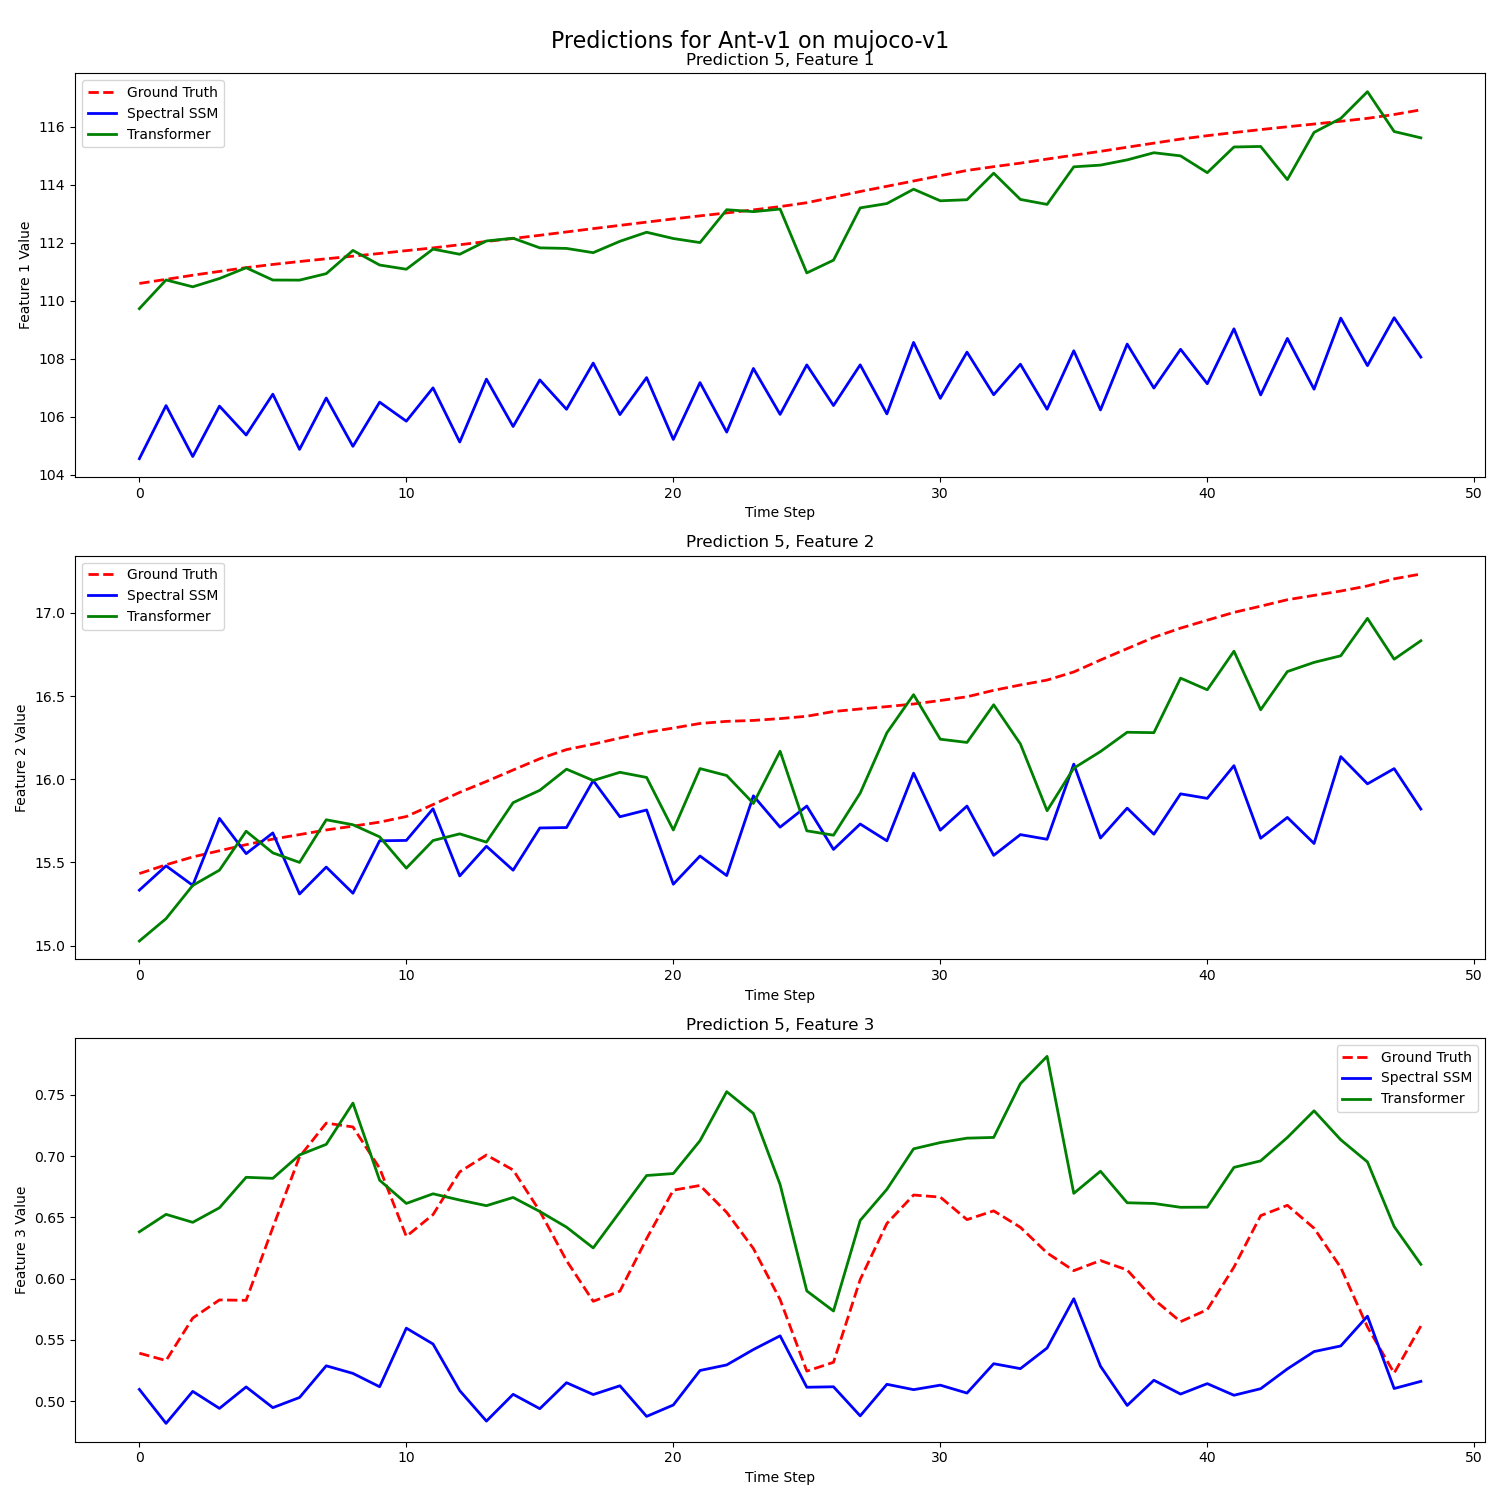 Predictions for Ant-v1 on mujoco-v1
Prediction 5, Feature 1
Ground Truth
Spectral SSM
Transformer
Feature 1 Value
116
114
112
110
108
106
104
0 10 20 30 40 50
Time Step
Prediction 5, Feature 2
Ground Truth
Spectral SSM
Transformer
Feature 2 Value
17.0
16.5
16.0
15.5
15.0
0 10 20 30 40 50
Time Step
Prediction 5, Feature 3
Ground Truth
Spectral SSM
Transformer
Feature 3 Value
0.75
0.70
0.65
0.60
0.55
0.50
0 10 20 30 40 50
Time Step